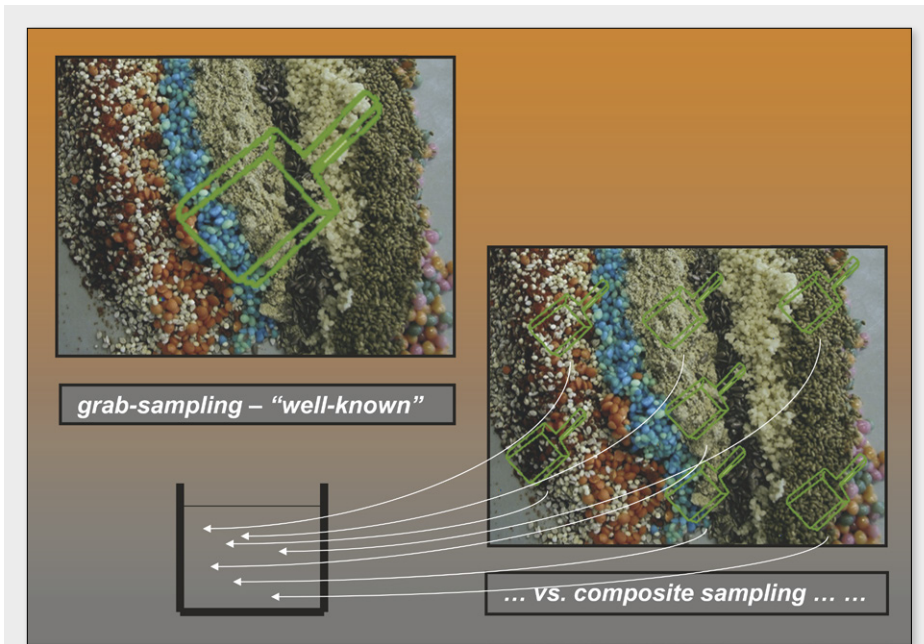 grab-sampling – “well-known”
… vs. composite sampling … …